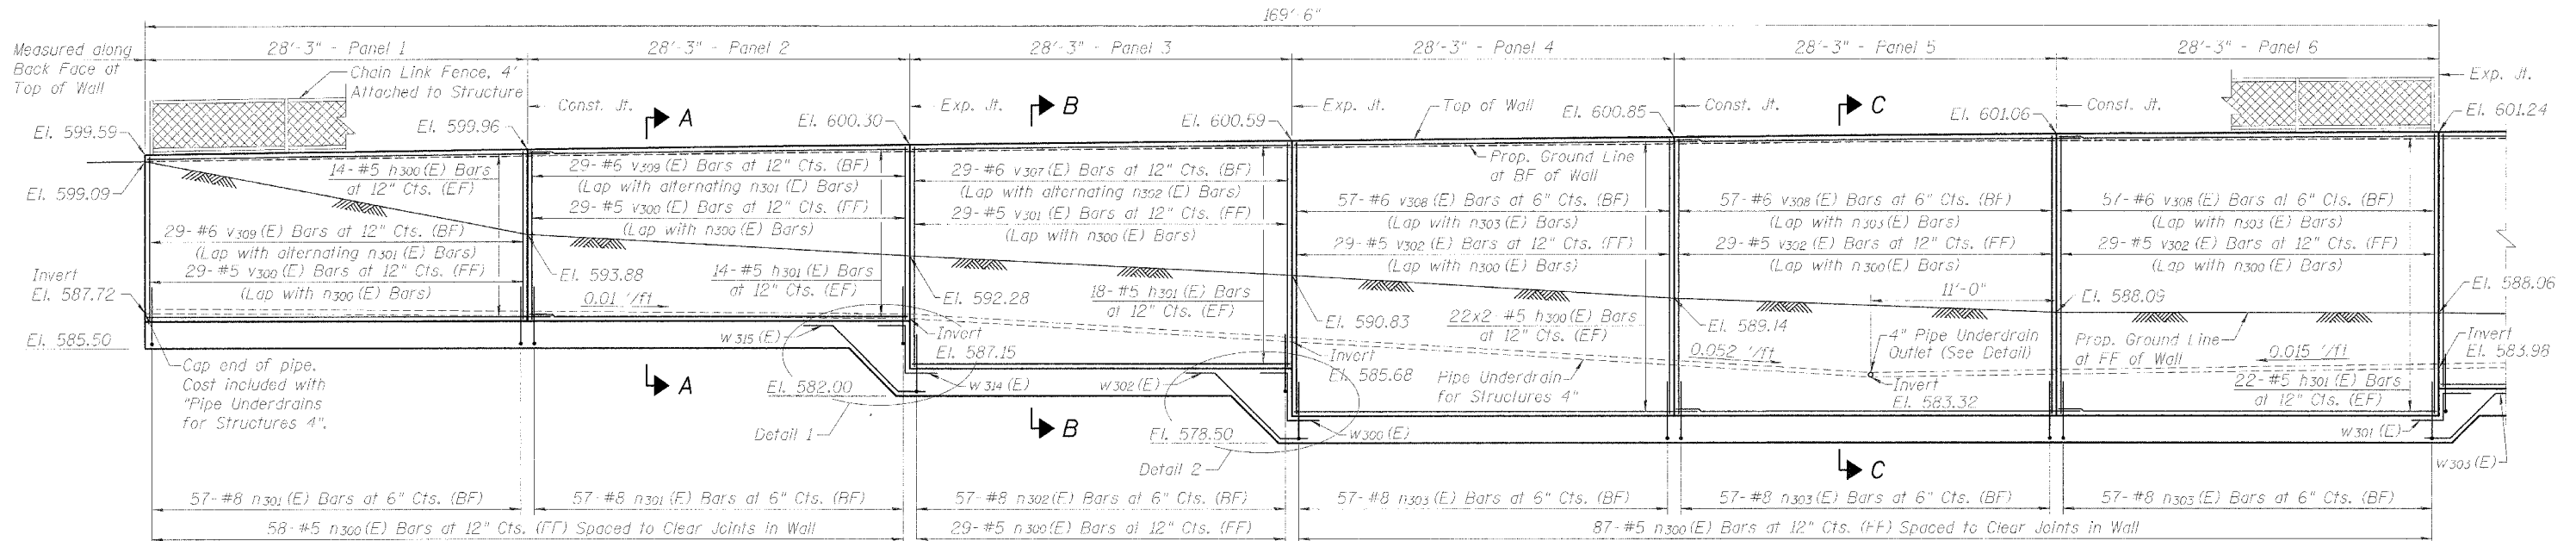 169'-6"
Measured along
Back Face at
Top of Wall
28'-3" - Panel 1
28'-3" - Panel 2
28'-3" - Panel 3
28'-3" - Panel 4
28'-3" - Panel 5
28'-3" - Panel 6
Chain Link Fence, 4'
Attached to Structure
Const. Jt.
A
Exp. Jt.
B
Exp. Jt.
Top of Wall
Const. Jt.
C
Const. Jt.
Exp. Jt.
El. 599.59
El. 599.96
El. 600.30
El. 600.59
El. 600.85
El. 601.06
El. 601.24
El. 599.09
14-#5 h300(E) Bars
at 12" Cts. (EF)
29-#6 v309(E) Bars at 12" Cts. (BF)
(Lap with alternating n301(E) Bars)
29-#5 v300(E) Bars at 12" Cts. (FF)
(Lap with n300(E) Bars)
29-#6 v309(E) Bars at 12" Cts. (BF)
(Lap with alternating n301(E) Bars)
29-#5 v300(E) Bars at 12" Cts. (FF)
(Lap with n300(E) Bars)
29-#6 v307(E) Bars at 12" Cts. (BF)
(Lap with alternating n302(E) Bars)
29-#5 v301(E) Bars at 12" Cts. (FF)
(Lap with n300(E) Bars)
Prop. Ground Line
at BF of Wall
57-#6 v308(E) Bars at 6" Cts. (BF)
(Lap with n303(E) Bars)
29-#5 v302(E) Bars at 12" Cts. (FF)
(Lap with n300(E) Bars)
57-#6 v308(E) Bars at 6" Cts. (BF)
(Lap with n303(E) Bars)
29-#5 v302(E) Bars at 12" Cts. (FF)
(Lap with n300(E) Bars)
57-#6 v308(E) Bars at 6" Cts. (BF)
(Lap with n303(E) Bars)
29-#5 v302(E) Bars at 12" Cts. (FF)
(Lap with n300(E) Bars)
Invert
El. 587.72
El. 585.50
El. 593.88
14-#5 h301(E) Bars
at 12" Cts. (EF)
0.01 '/ft
El. 592.28
18-#5 h301(E) Bars
at 12" Cts. (EF)
El. 590.83
22x2 #5 h300(E) Bars
at 12" Cts. (EF)
El. 589.14
11'-0"
El. 588.09
El. 588.06
Cap end of pipe.
Cost included with
"Pipe Underdrains
for Structures 4".
W315(E)
Invert
El. 587.15
El. 582.00
W314(E)
W302(E)
Invert
El. 585.68
Pipe Underdrain
for Structures 4"
0.052 '/ft
4" Pipe Underdrain
Outlet (See Detail)
Invert
El. 583.32
Prop. Ground Line
at FF of Wall
0.015 '/ft
Invert
El. 583.98
22-#5 h301(E) Bars
at 12" Cts. (EF)
A
Detail 1
B
El. 578.50
Detail 2
W300(E)
C
W301(E)
W303(E)
57-#8 n301(E) Bars at 6" Cts. (BF)
57-#8 n301(E) Bars at 6" Cts. (BF)
57-#8 n302(E) Bars at 6" Cts. (BF)
57-#8 n303(E) Bars at 6" Cts. (BF)
57-#8 n303(E) Bars at 6" Cts. (BF)
57-#8 n303(E) Bars at 6" Cts. (BF)
58-#5 n300(E) Bars at 12" Cts. (FF) Spaced to Clear Joints in Wall
29-#5 n300(E) Bars at 12" Cts. (FF)
87-#5 n300(E) Bars at 12" Cts. (FF) Spaced to Clear Joints in Wall